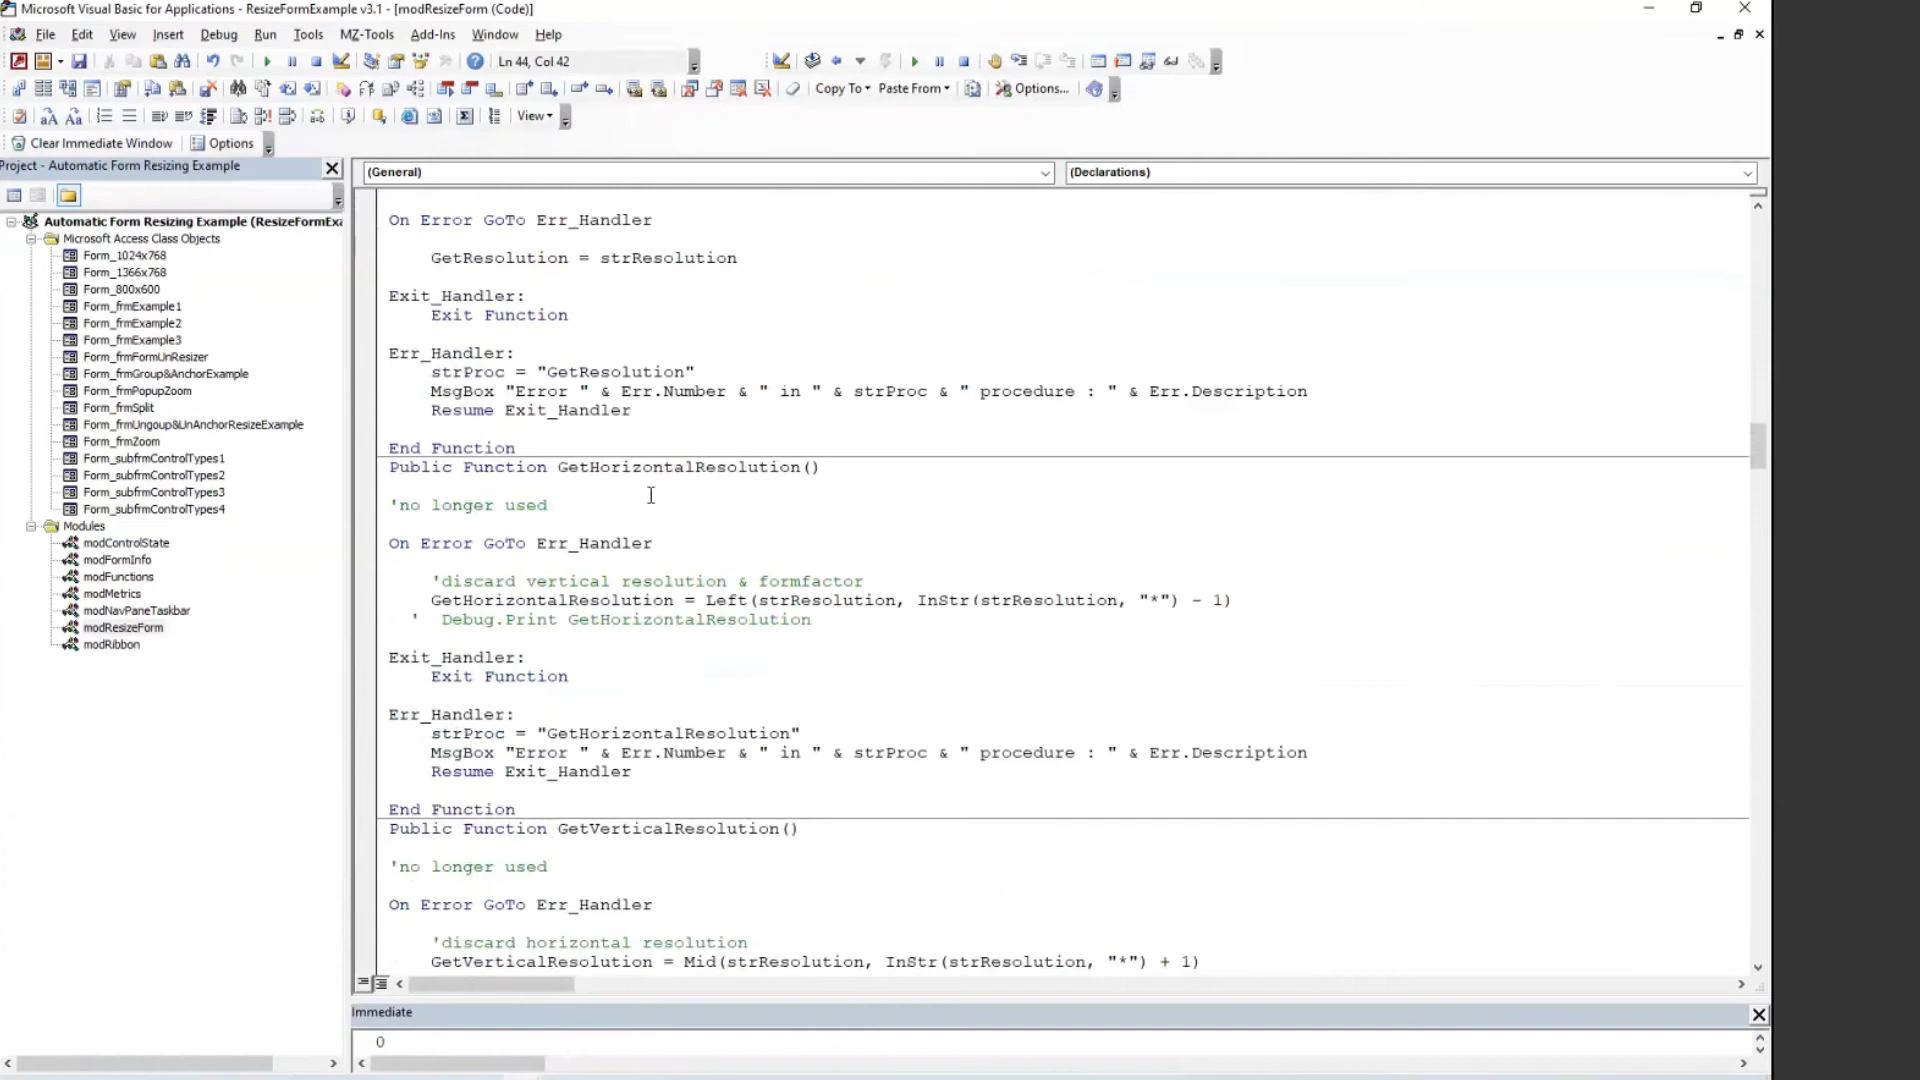 Microsoft Visual Basic for Applications - ResizeFormExample v3.1 - [modResizeForm (Code)]
File Edit View Insert Debug Run Tools MZ-Tools Add-Ins Window Help
Ln 44, Col 42
Copy To Paste From Options...
View
Clear Immediate Window Options
Project - Automatic Form Resizing Example
Automatic Form Resizing Example (ResizeFormExa
Microsoft Access Class Objects
Form_1024x768
Form_1366x768
Form_800x600
Form_frmExample1
Form_frmExample2
Form_frmExample3
Form_frmFormUnResizer
Form_frmGroup&AnchorExample
Form_frmPopupZoom
Form_frmSplit
Form_frmUngoup&UnAnchorResizeExample
Form_frmZoom
Form_subfrmControlTypes1
Form_subfrmControlTypes2
Form_subfrmControlTypes3
Form_subfrmControlTypes4
Modules
modControlState
modFormInfo
modFunctions
modMetrics
modNavPaneTaskbar
modResizeForm
modRibbon
(General) (Declarations)
On Error GoTo Err_Handler
GetResolution = strResolution
Exit_Handler:
Exit Function
Err_Handler:
strProc = "GetResolution"
MsgBox "Error " & Err.Number & " in " & strProc & " procedure : " & Err.Description
Resume Exit_Handler
End Function
Public Function GetHorizontalResolution()
'no longer used
On Error GoTo Err_Handler
'discard vertical resolution & formfactor
GetHorizontalResolution = Left(strResolution, InStr(strResolution, "*") - 1)
' Debug.Print GetHorizontalResolution
Exit_Handler:
Exit Function
Err_Handler:
strProc = "GetHorizontalResolution"
MsgBox "Error " & Err.Number & " in " & strProc & " procedure : " & Err.Description
Resume Exit_Handler
End Function
Public Function GetVerticalResolution()
'no longer used
On Error GoTo Err_Handler
'discard horizontal resolution
GetVerticalResolution = Mid(strResolution, InStr(strResolution, "*") + 1)
Immediate
0